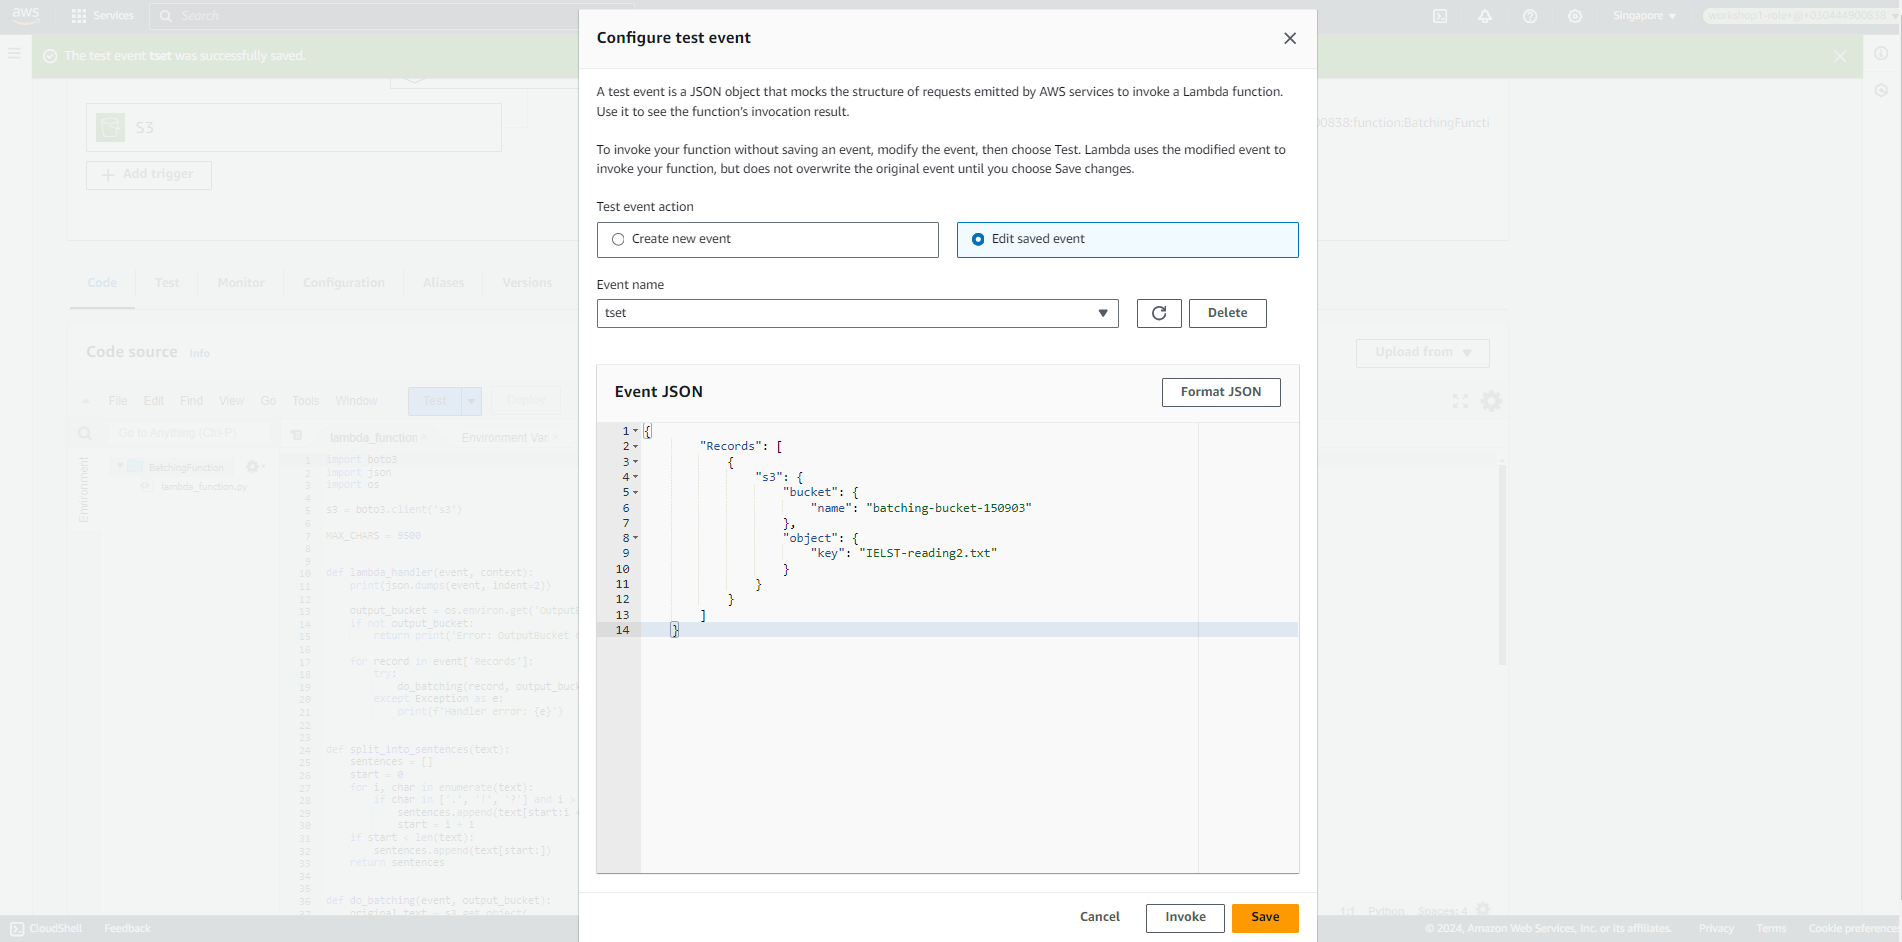 aws
Services
Search
Singapore
The test event tset was successfully saved.
Configure test event
A test event is a JSON object that mocks the structure of requests emitted by AWS services to invoke a Lambda function.
Use it to see the function's invocation result.
To invoke your function without saving an event, modify the event, then choose Test. Lambda uses the modified event to
invoke your function, but does not overwrite the original event until you choose Save changes.
Test event action
Create new event
Edit saved event
Event name
tset
Delete
Event JSON
Format JSON
1 {
2 "Records": [
3 {
4 "s3": {
5 "bucket": {
6 "name": "batching-bucket-150903"
7 },
8 "object": {
9 "key": "IELST-reading2.txt"
10 }
11 }
12 }
13 ]
14 }
Cancel
Invoke
Save
S3
Add trigger
00838:function:BatchingFuncti
Code
Test
Monitor
Configuration
Aliases
Versions
Code source
Info
Upload from
File Edit Find View Go Tools Window
Test
Deploy
Go to Anything (Ctrl-P)
lambda_function
Environment Var
Environment
BatchingFunction
lambda_function.py
1 import boto3
2 import json
3 import os
4
5 s3 = boto3.client('s3')
6
7 MAX_CHARS = 9500
8
9
10 def lambda_handler(event, context):
11 print(json.dumps(event, indent=2))
12
13 output_bucket = os.environ.get('Output
14 if not output_bucket:
15 return print('Error: OutputBucket
16
17 for record in event['Records']:
18 try:
19 do_batching(record, output_buck
20 except Exception as e:
21 print(f'Handler error: {e}')
22
23
24 def split_into_sentences(text):
25 sentences = []
26 start = 0
27 for i, char in enumerate(text):
28 if char in ['.', '!', '?'] and i
29 sentences.append(text[start:i
30 start = i + 1
31 if start < len(text):
32 sentences.append(text[start:])
33 return sentences
34
35
36 def do_batching(event, output_bucket):
37 original_text = s3.get_object(
1:1 Python Spaces: 4
CloudShell
Feedback
© 2024, Amazon Web Services, Inc. or its affiliates.
Privacy
Terms
Cookie preferences